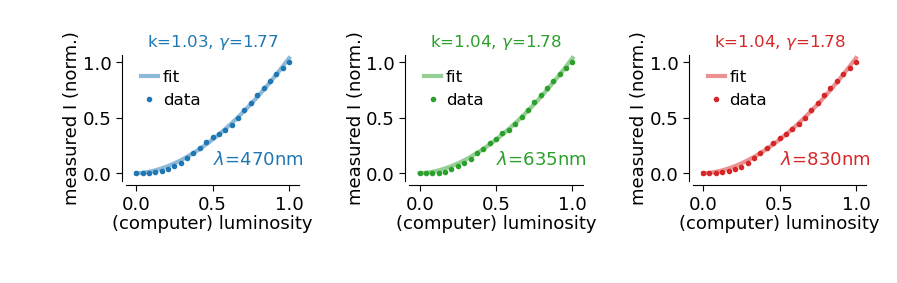 k=1.03, γ=1.77
measured I (norm.)
1.0
0.5
0.0
fit
data
λ=470nm
0.0 0.5 1.0
(computer) luminosity
k=1.04, γ=1.78
measured I (norm.)
1.0
0.5
0.0
fit
data
λ=635nm
0.0 0.5 1.0
(computer) luminosity
k=1.04, γ=1.78
measured I (norm.)
1.0
0.5
0.0
fit
data
λ=830nm
0.0 0.5 1.0
(computer) luminosity